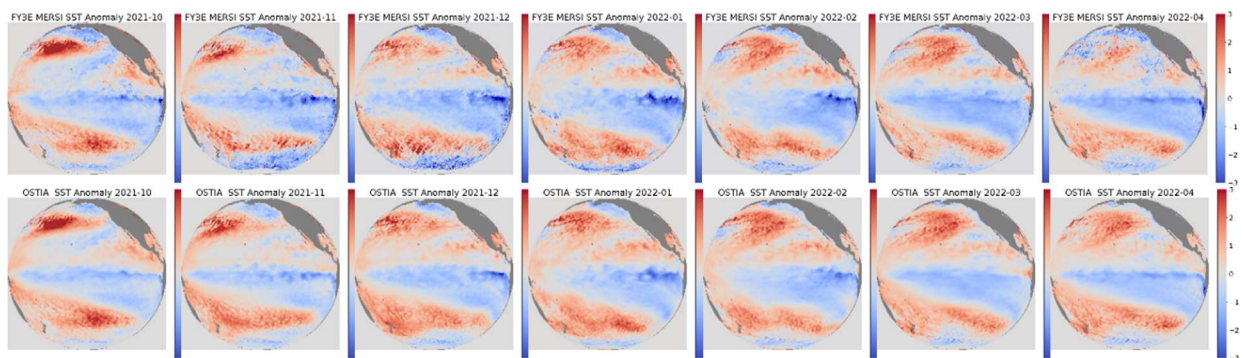 FY3E MERSI SST Anomaly 2021-10
FY3E MERSI SST Anomaly 2021-11
FY3E MERSI SST Anomaly 2021-12
FY3E MERSI SST Anomaly 2022-01
FY3E MERSI SST Anomaly 2022-02
FY3E MERSI SST Anomaly 2022-03
FY3E MERSI SST Anomaly 2022-04
3
2
1
0
-1
-2
-3
OSTIA SST Anomaly 2021-10
OSTIA SST Anomaly 2021-11
OSTIA SST Anomaly 2021-12
OSTIA SST Anomaly 2022-01
OSTIA SST Anomaly 2022-02
OSTIA SST Anomaly 2022-03
OSTIA SST Anomaly 2022-04
3
2
1
0
-1
-2
-3